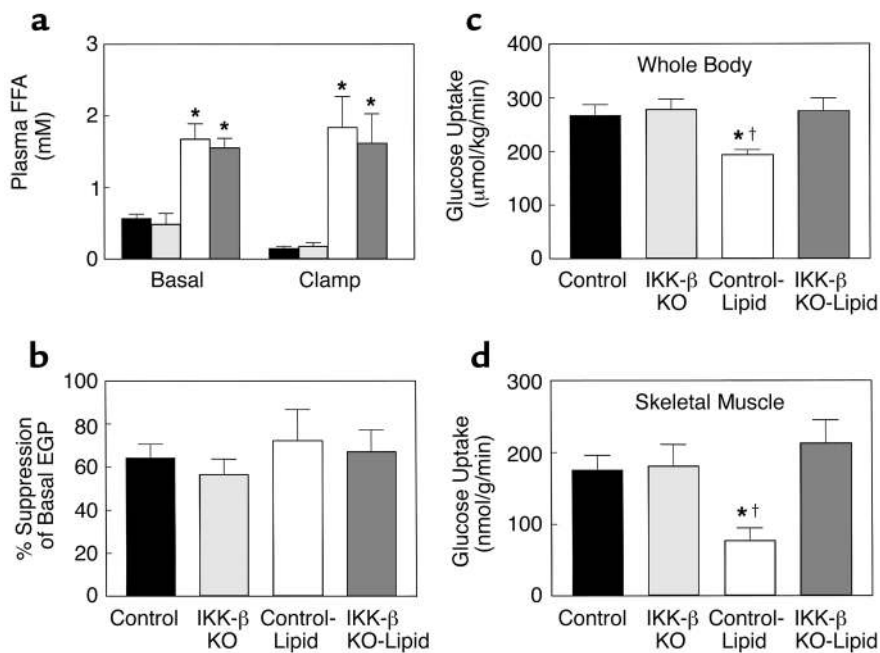 a
Plasma FFA
(mM)
3
2
1
0
* * * *
Basal Clamp
b
% Suppression
of Basal EGP
100
80
60
40
20
0
Control IKK-β Control- IKK-β
KO Lipid KO-Lipid
c
Glucose Uptake
(μmol/kg/min)
400
300
200
100
0
Whole Body
*†
Control IKK-β Control- IKK-β
KO Lipid KO-Lipid
d
Glucose Uptake
(nmol/g/min)
300
200
100
0
Skeletal Muscle
*†
Control IKK-β Control- IKK-β
KO Lipid KO-Lipid